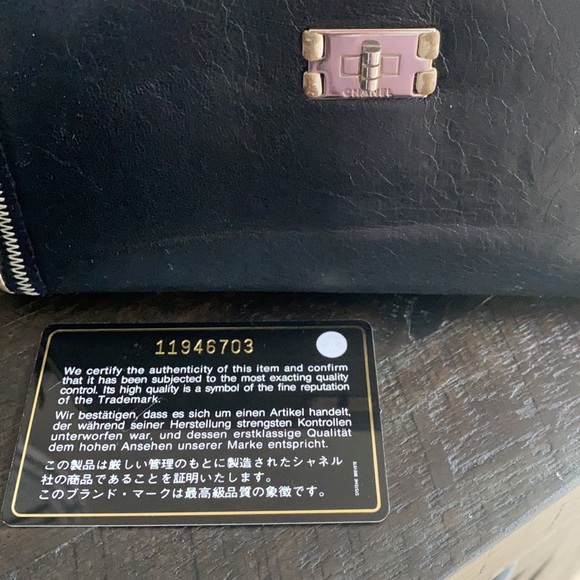 CHANEL
11946703
We certify the authenticity of this item and confirm
that it has been subjected to the most exacting quality
control. Its high quality is a symbol of the fine reputation
of the Trademark.
Wir bestätigen, dass es sich um einen Artikel handelt,
der während seiner Herstellung strengsten Kontrollen
unterworfen war, und dessen erstklassige Qualität
dem hohen Ansehen unserer Marke entspricht.
この製品は厳しい管理のもとに製造されたシャネル
社の商品であることを証明いたします。
このブランド・マークは最高級品質の象徴です。